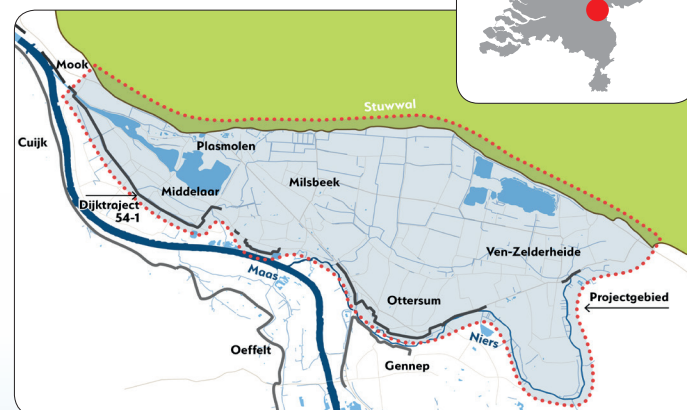 Mook
Stuwwal
Cuijk
Plasmolen
Milsbeek
Middelaar
Dijktraject
54-1
Ven-Zelderheide
Maas
Projectgebied
Ottersum
Niers
Oeffelt
Gennep